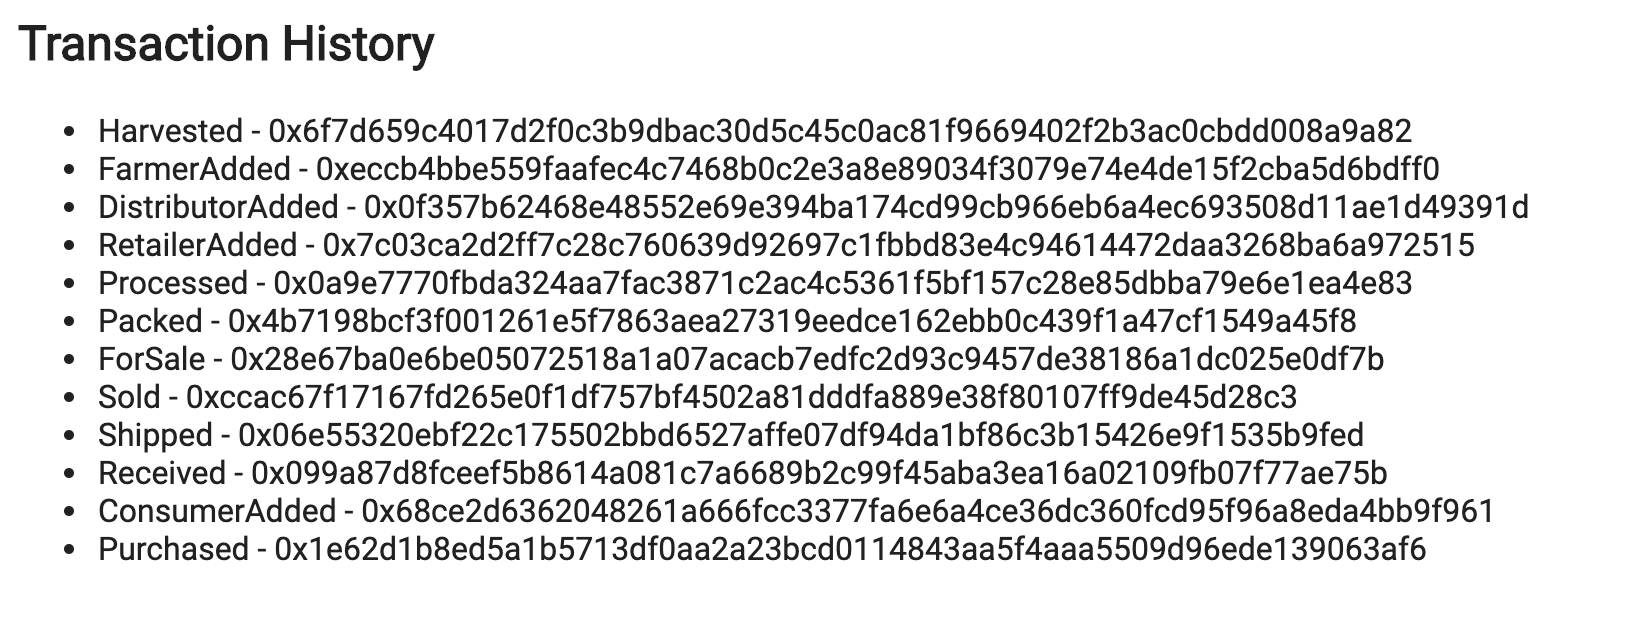 Transaction History
• Harvested - 0x6f7d659c4017d2f0c3b9dbac30d5c45c0ac81f9669402f2b3ac0cbdd008a9a82
• FarmerAdded - 0xeccb4bbe559faafec4c7468b0c2e3a8e89034f3079e74e4de15f2cba5d6bdff0
• DistributorAdded - 0x0f357b62468e48552e69e394ba174cd99cb966eb6a4ec693508d11ae1d49391d
• RetailerAdded - 0x7c03ca2d2ff7c28c760639d92697c1fbbd83e4c94614472daa3268ba6a972515
• Processed - 0x0a9e7770fbda324aa7fac3871c2ac4c5361f5bf157c28e85dbba79e6e1ea4e83
• Packed - 0x4b7198bcf3f001261e5f7863aea27319eedce162ebb0c439f1a47cf1549a45f8
• ForSale - 0x28e67ba0e6be05072518a1a07acacb7edfc2d93c9457de38186a1dc025e0df7b
• Sold - 0xccac67f17167fd265e0f1df757bf4502a81dddfa889e38f80107ff9de45d28c3
• Shipped - 0x06e55320ebf22c175502bbd6527affe07df94da1bf86c3b15426e9f1535b9fed
• Received - 0x099a87d8fceef5b8614a081c7a6689b2c99f45aba3ea16a02109fb07f77ae75b
• ConsumerAdded - 0x68ce2d6362048261a666fcc3377fa6e6a4ce36dc360fcd95f96a8eda4bb9f961
• Purchased - 0x1e62d1b8ed5a1b5713df0aa2a23bcd0114843aa5f4aaa5509d96ede139063af6